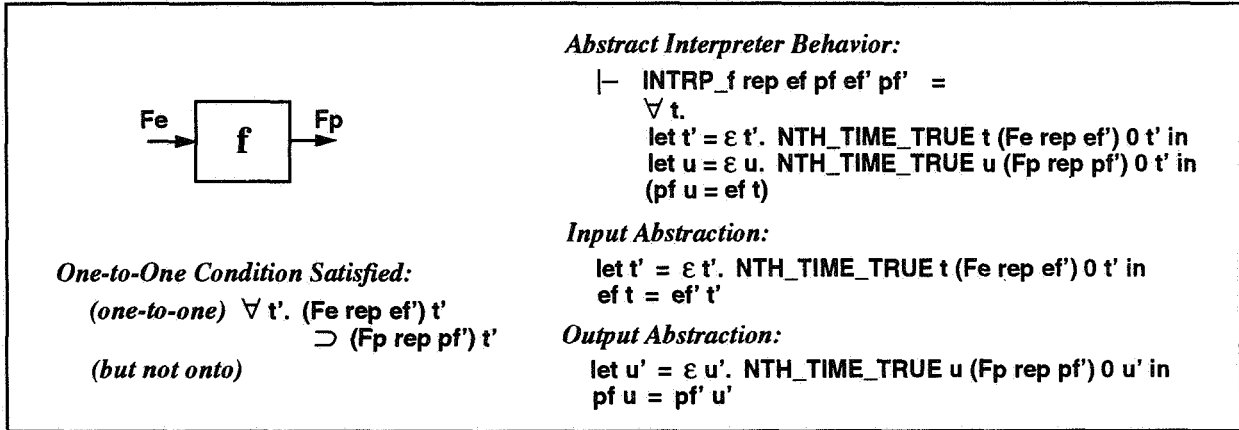 Fe
f
Fp
One-to-One Condition Satisfied:
(one-to-one) ∀ t'. (Fe rep ef') t'
⊃ (Fp rep pf') t'
(but not onto)
Abstract Interpreter Behavior:
|– INTRP_f rep ef pf ef' pf' =
∀ t.
let t' = ε t'. NTH_TIME_TRUE t (Fe rep ef') 0 t' in
let u = ε u. NTH_TIME_TRUE u (Fp rep pf') 0 t' in
(pf u = ef t)
Input Abstraction:
let t' = ε t'. NTH_TIME_TRUE t (Fe rep ef') 0 t' in
ef t = ef' t'
Output Abstraction:
let u' = ε u'. NTH_TIME_TRUE u (Fp rep pf') 0 u' in
pf u = pf' u'